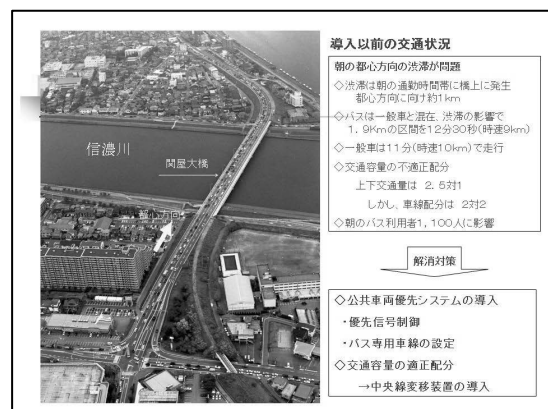 導入以前の交通状況
朝の都心方向の渋滞が問題
◇渋滞は朝の通勤時間帯に橋上に発生
都心方向に向け約1km
◇バスは一般車と混在、渋滞の影響で
1.9Kmの区間を12分30秒(時速9km)
◇一般車は11分(時速10km)で走行
◇交通容量の不適正配分
上下交通量は 2.5対1
しかし、車線配分は 2対2
◇朝のバス利用者1,100人に影響
信濃川
関屋大橋
都心方向
解消対策
◇公共車両優先システムの導入
・優先信号制御
・バス専用車線の設定
◇交通容量の適正配分
→中央線変移装置の導入